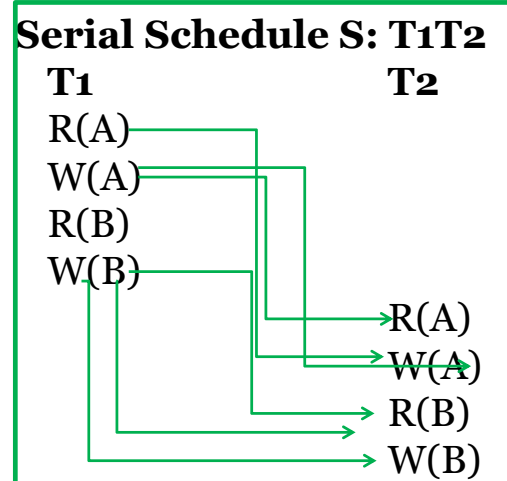 Serial Schedule S: T1T2
T1 T2
R(A)
W(A)
R(B)
W(B)
R(A)
W(A)
R(B)
W(B)